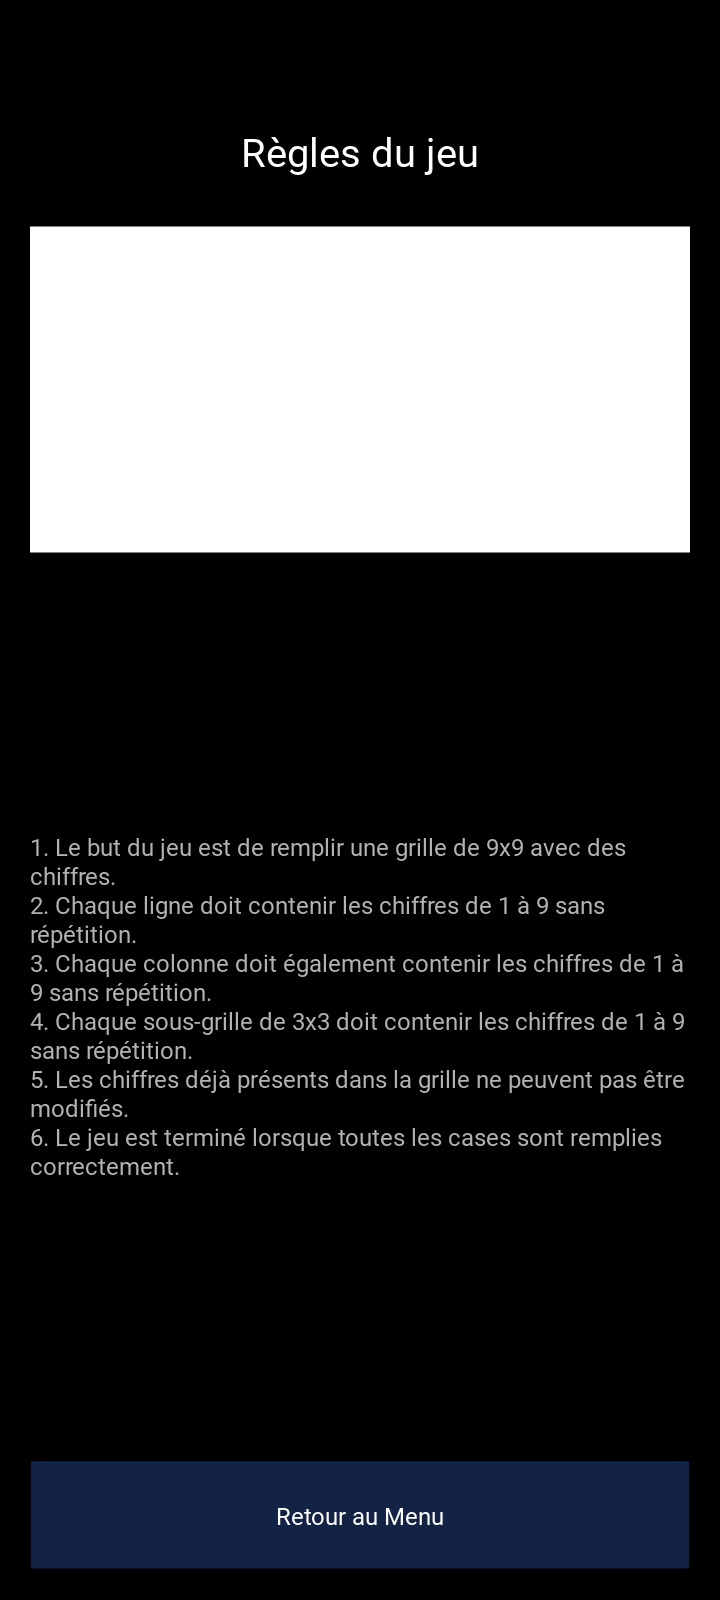 Règles du jeu
1. Le but du jeu est de remplir une grille de 9x9 avec des
chiffres.
2. Chaque ligne doit contenir les chiffres de 1 à 9 sans
répétition.
3. Chaque colonne doit également contenir les chiffres de 1 à
9 sans répétition.
4. Chaque sous-grille de 3x3 doit contenir les chiffres de 1 à 9
sans répétition.
5. Les chiffres déjà présents dans la grille ne peuvent pas être
modifiés.
6. Le jeu est terminé lorsque toutes les cases sont remplies
correctement.
Retour au Menu